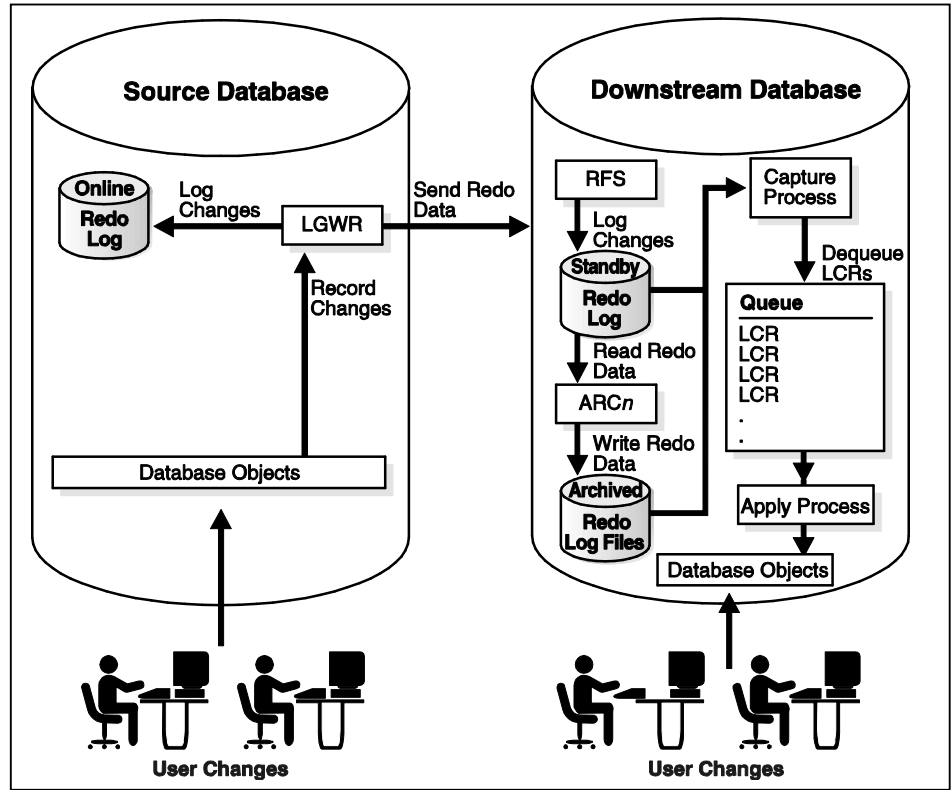 Source Database
Online
Redo
Log
Log
Changes
LGWR
Send Redo
Data
Record
Changes
Database Objects
User Changes
Downstream Database
RFS
Log
Changes
Standby
Redo
Log
Read Redo
Data
ARCn
Write Redo
Data
Archived
Redo
Log Files
Capture
Process
Dequeue
LCRs
Queue
LCR
LCR
LCR
LCR
.
.
Apply Process
Database Objects
User Changes